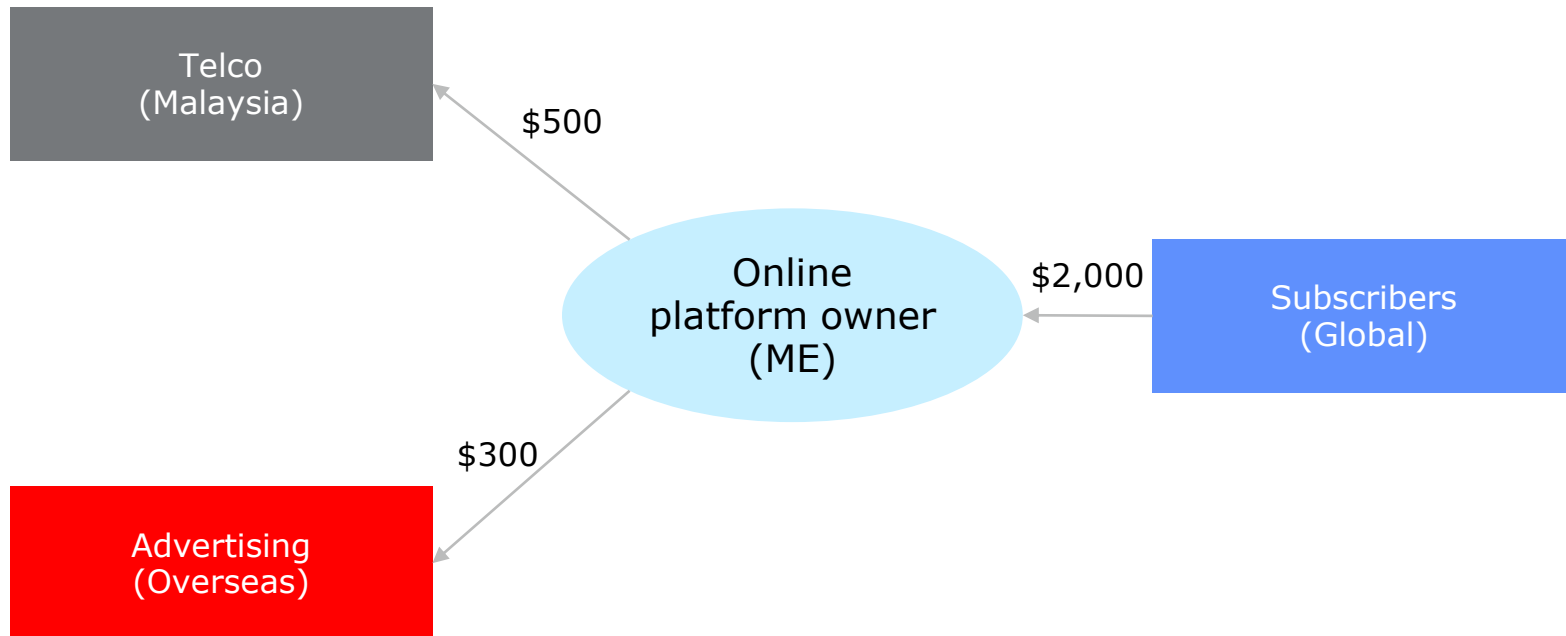 Telco
(Malaysia)
$500
Online
platform owner
(ME)
$2,000
Subscribers
(Global)
$300
Advertising
(Overseas)